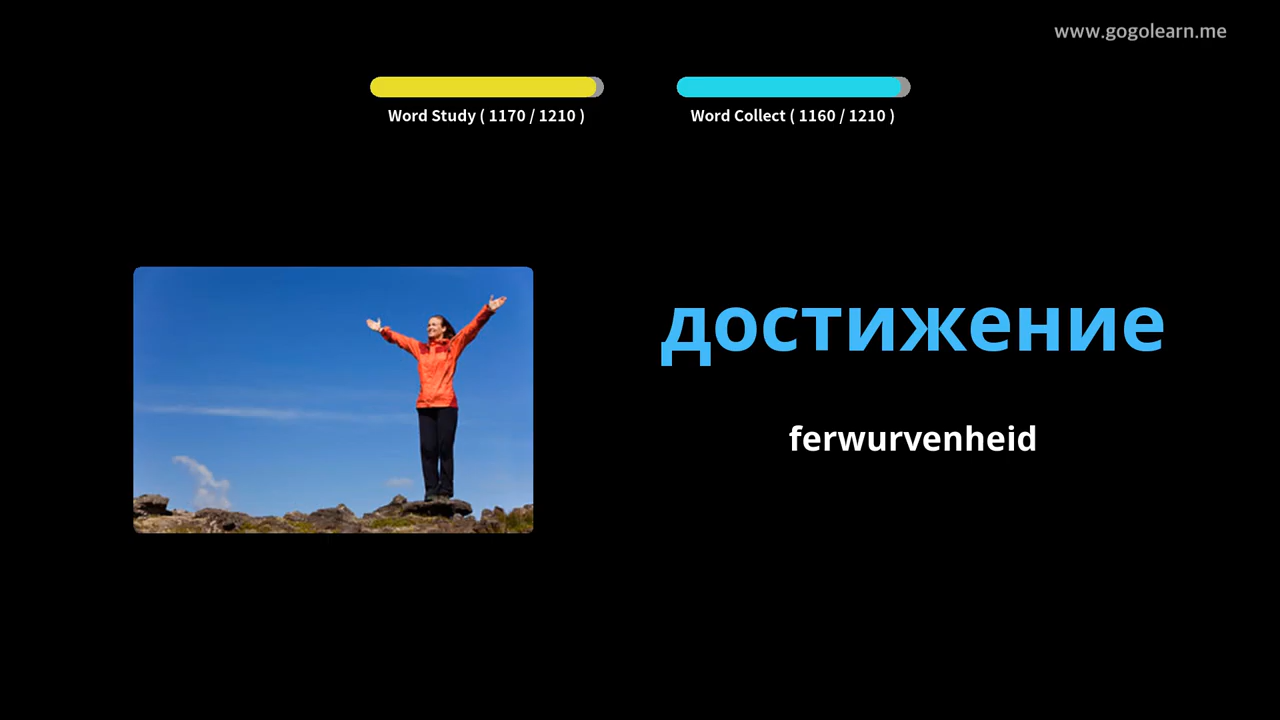 www.gogolearn.me
Word Study ( 1170 / 1210 )
Word Collect ( 1160 / 1210 )
достижение
ferwurvenheid